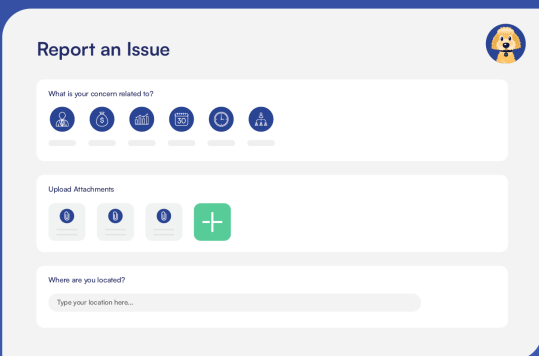 Report an Issue
What is your concern related to?
$
30
Upload Attachments
Where are you located?
Type your location here...